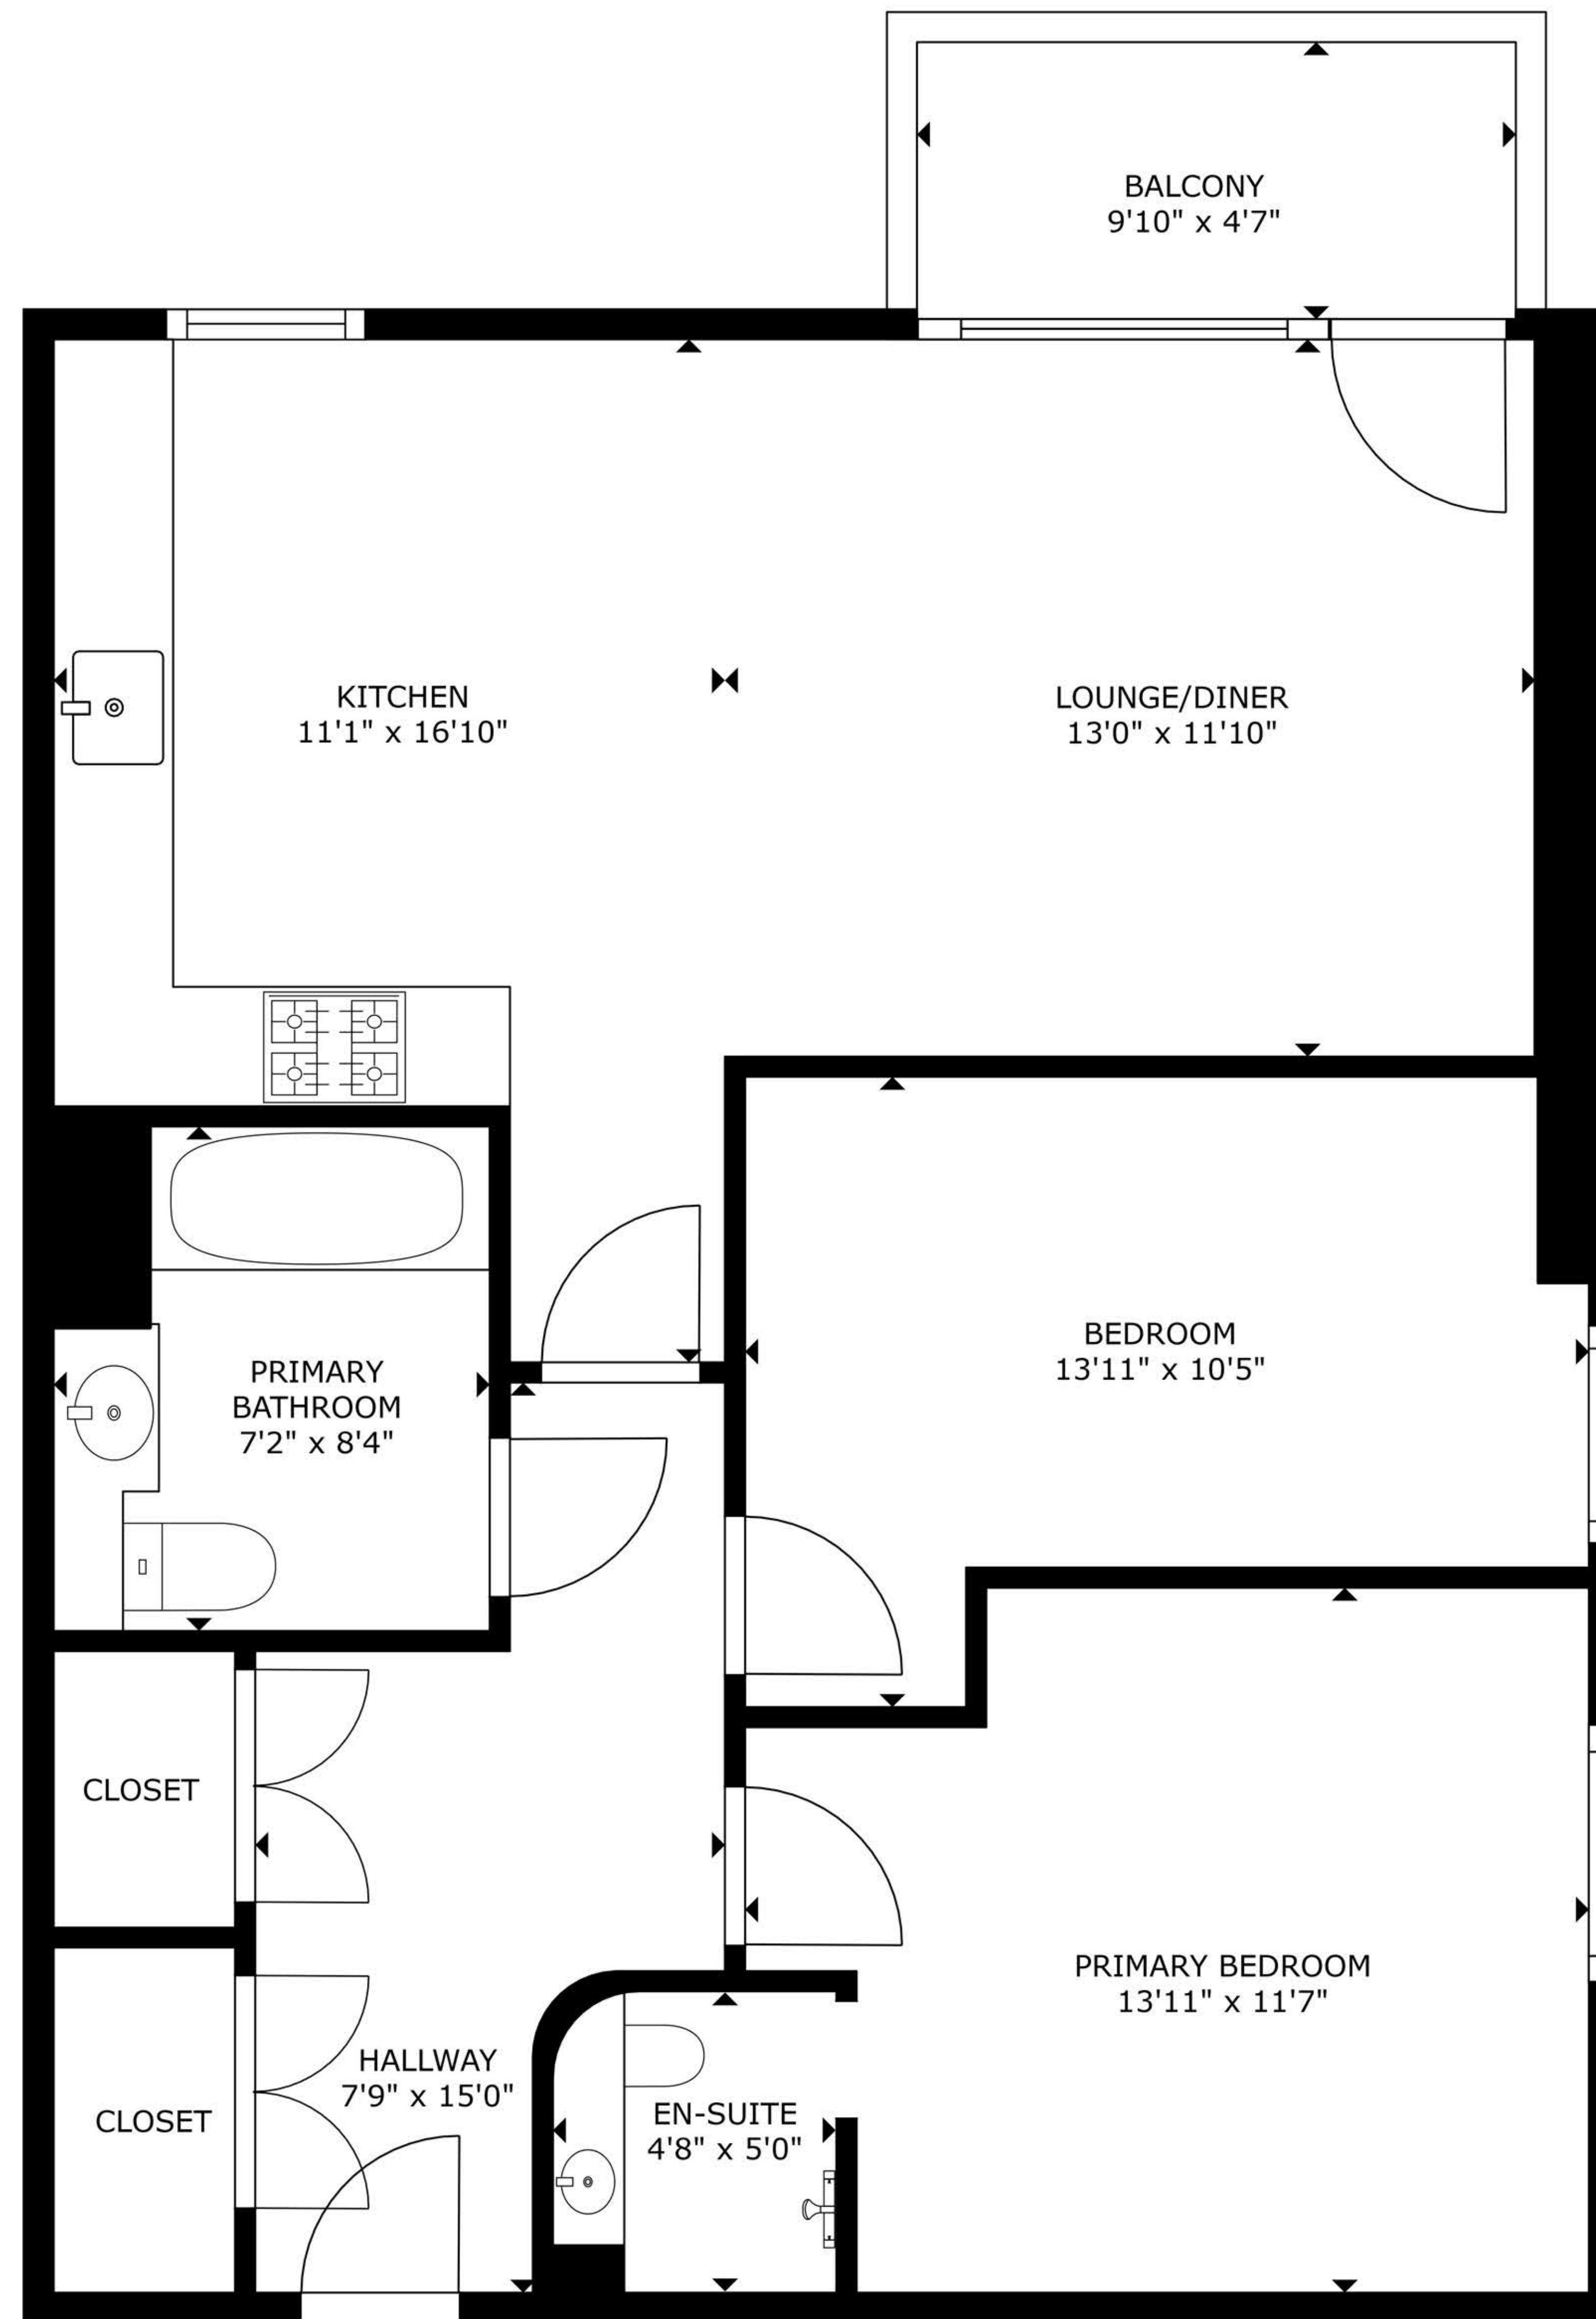 BALCONY
9'10" x 4'7"
KITCHEN
11'1" x 16'10"
LOUNGE/DINER
13'0" x 11'10"
BEDROOM
13'11" x 10'5"
PRIMARY
BATHROOM
7'2" x 8'4"
CLOSET
PRIMARY BEDROOM
13'11" x 11'7"
HALLWAY
7'9" x 15'0"
CLOSET
EN-SUITE
4'8" x 5'0"